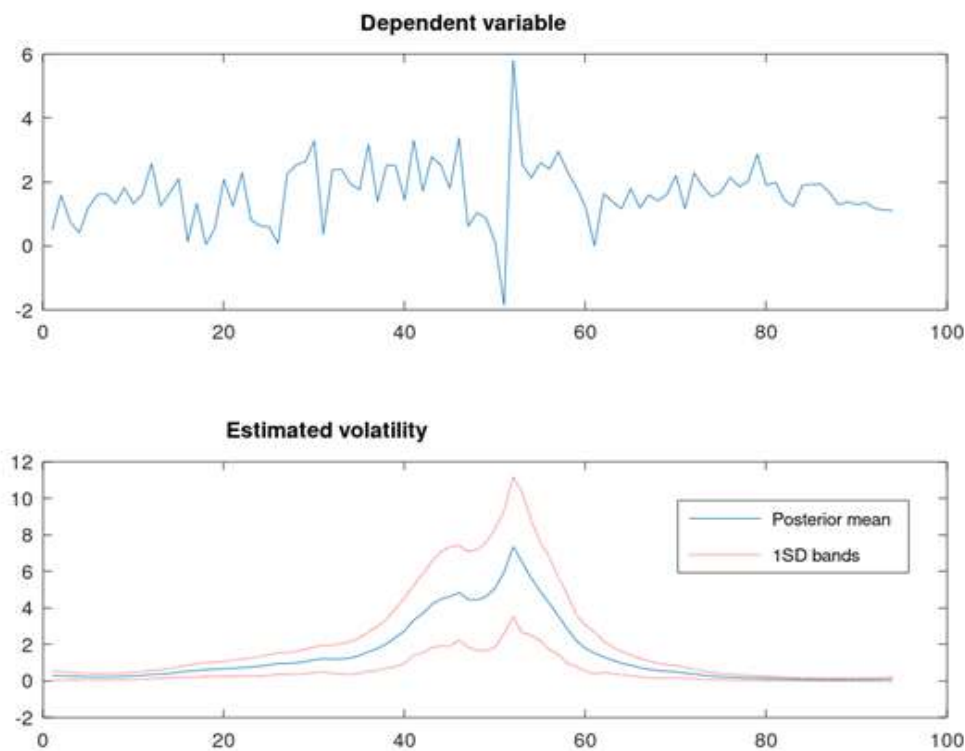 Dependent variable
6
4
2
0
-2
0 20 40 60 80 100
Estimated volatility
12
10
8
6
4
2
0
-2
Posterior mean
1SD bands
0 20 40 60 80 100